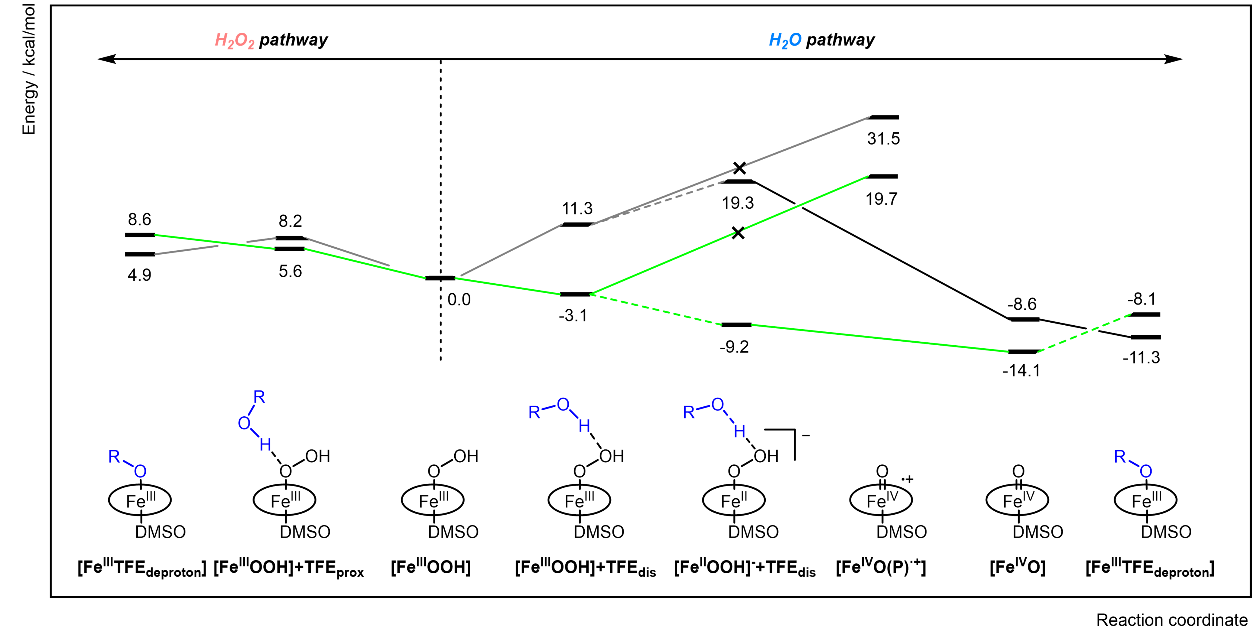 Energy / kcal/mol
H2O2 pathway
H2O pathway
31.5
19.7
11.3
19.3
8.6
8.2
4.9
5.6
0.0
-3.1
-9.2
-8.6
-8.1
-14.1
-11.3
R
O
FeIII
DMSO
R
O
H
O
OH
FeIII
DMSO
O
OH
FeIII
DMSO
R
O
H
O
OH
FeIII
DMSO
R
O
H
O
OH
–
FeII
DMSO
O
·+
FeIV
DMSO
O
FeIV
DMSO
R
O
FeIII
DMSO
[FeIIITFEdeproton]
[FeIIIOOH]+TFEprox
[FeIIIOOH]
[FeIIIOOH]+TFEdis
[FeIIOOH]-+TFEdis
[FeIVO(P)·+]
[FeIVO]
[FeIIITFEdeproton]
Reaction coordinate